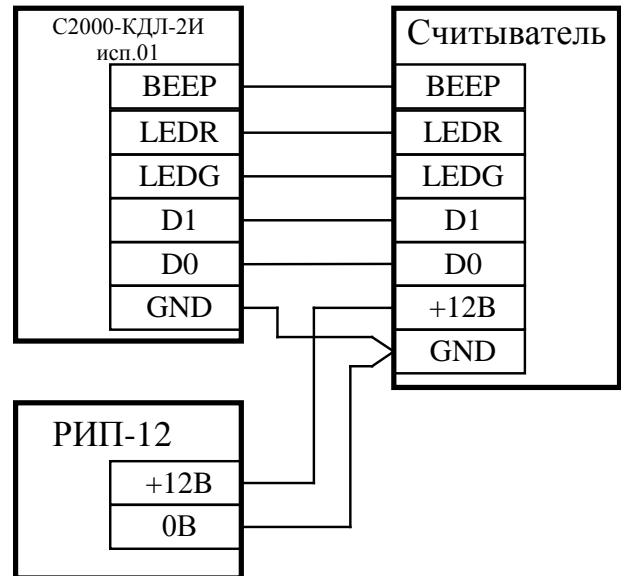 С2000-КДЛ-2И
исп.01
BEEP
LEDR
LEDG
D1
D0
GND
Считыватель
BEEP
LEDR
LEDG
D1
D0
+12В
GND
РИП-12
+12В
0В